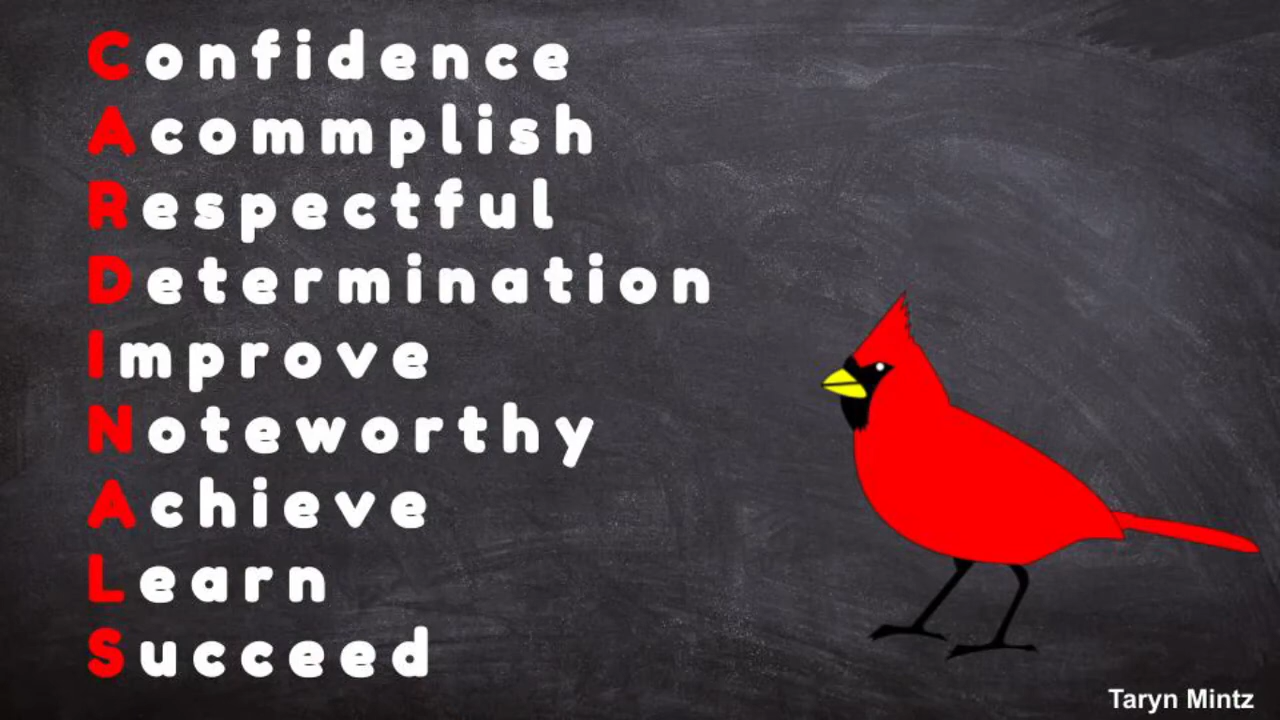 Confidence
Acommplish
Respectful
Determination
Improve
Noteworthy
Achieve
Learn
Succeed
Taryn Mintz